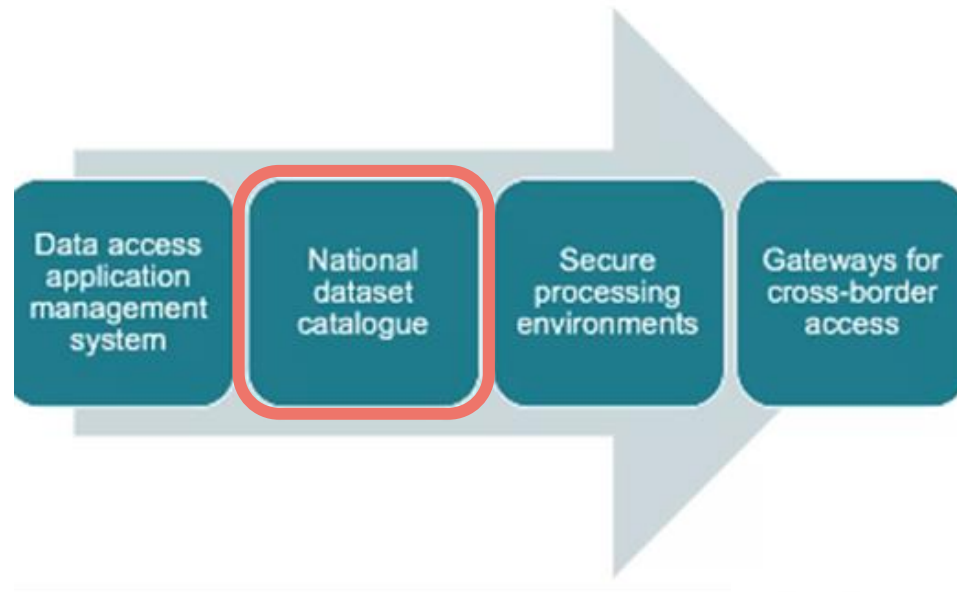 Data access
application
management
system
National
dataset
catalogue
Secure
processing
environments
Gateways for
cross-border
access